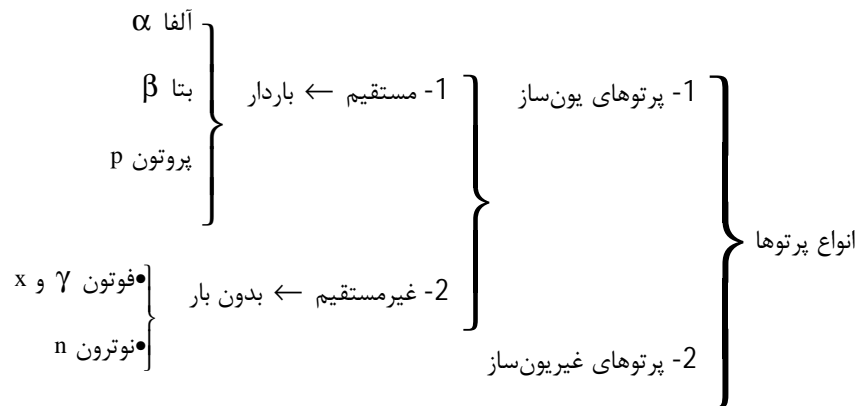 انواع پرتوها
1- پرتوهای یون‌ساز
1- مستقیم ← باردار
آلفا α
بتا β
پروتون p
2- غیرمستقیم ← بدون بار
•فوتون γ و x
•نوترون n
2- پرتوهای غیریون‌ساز